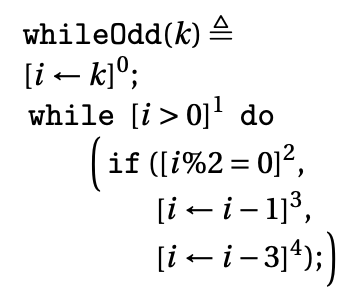 whileOdd(k) ≜
[i ← k]⁰;
while [i > 0]¹ do
( if ([i%2 = 0]²,
[i ← i − 1]³,
[i ← i − 3]⁴); )